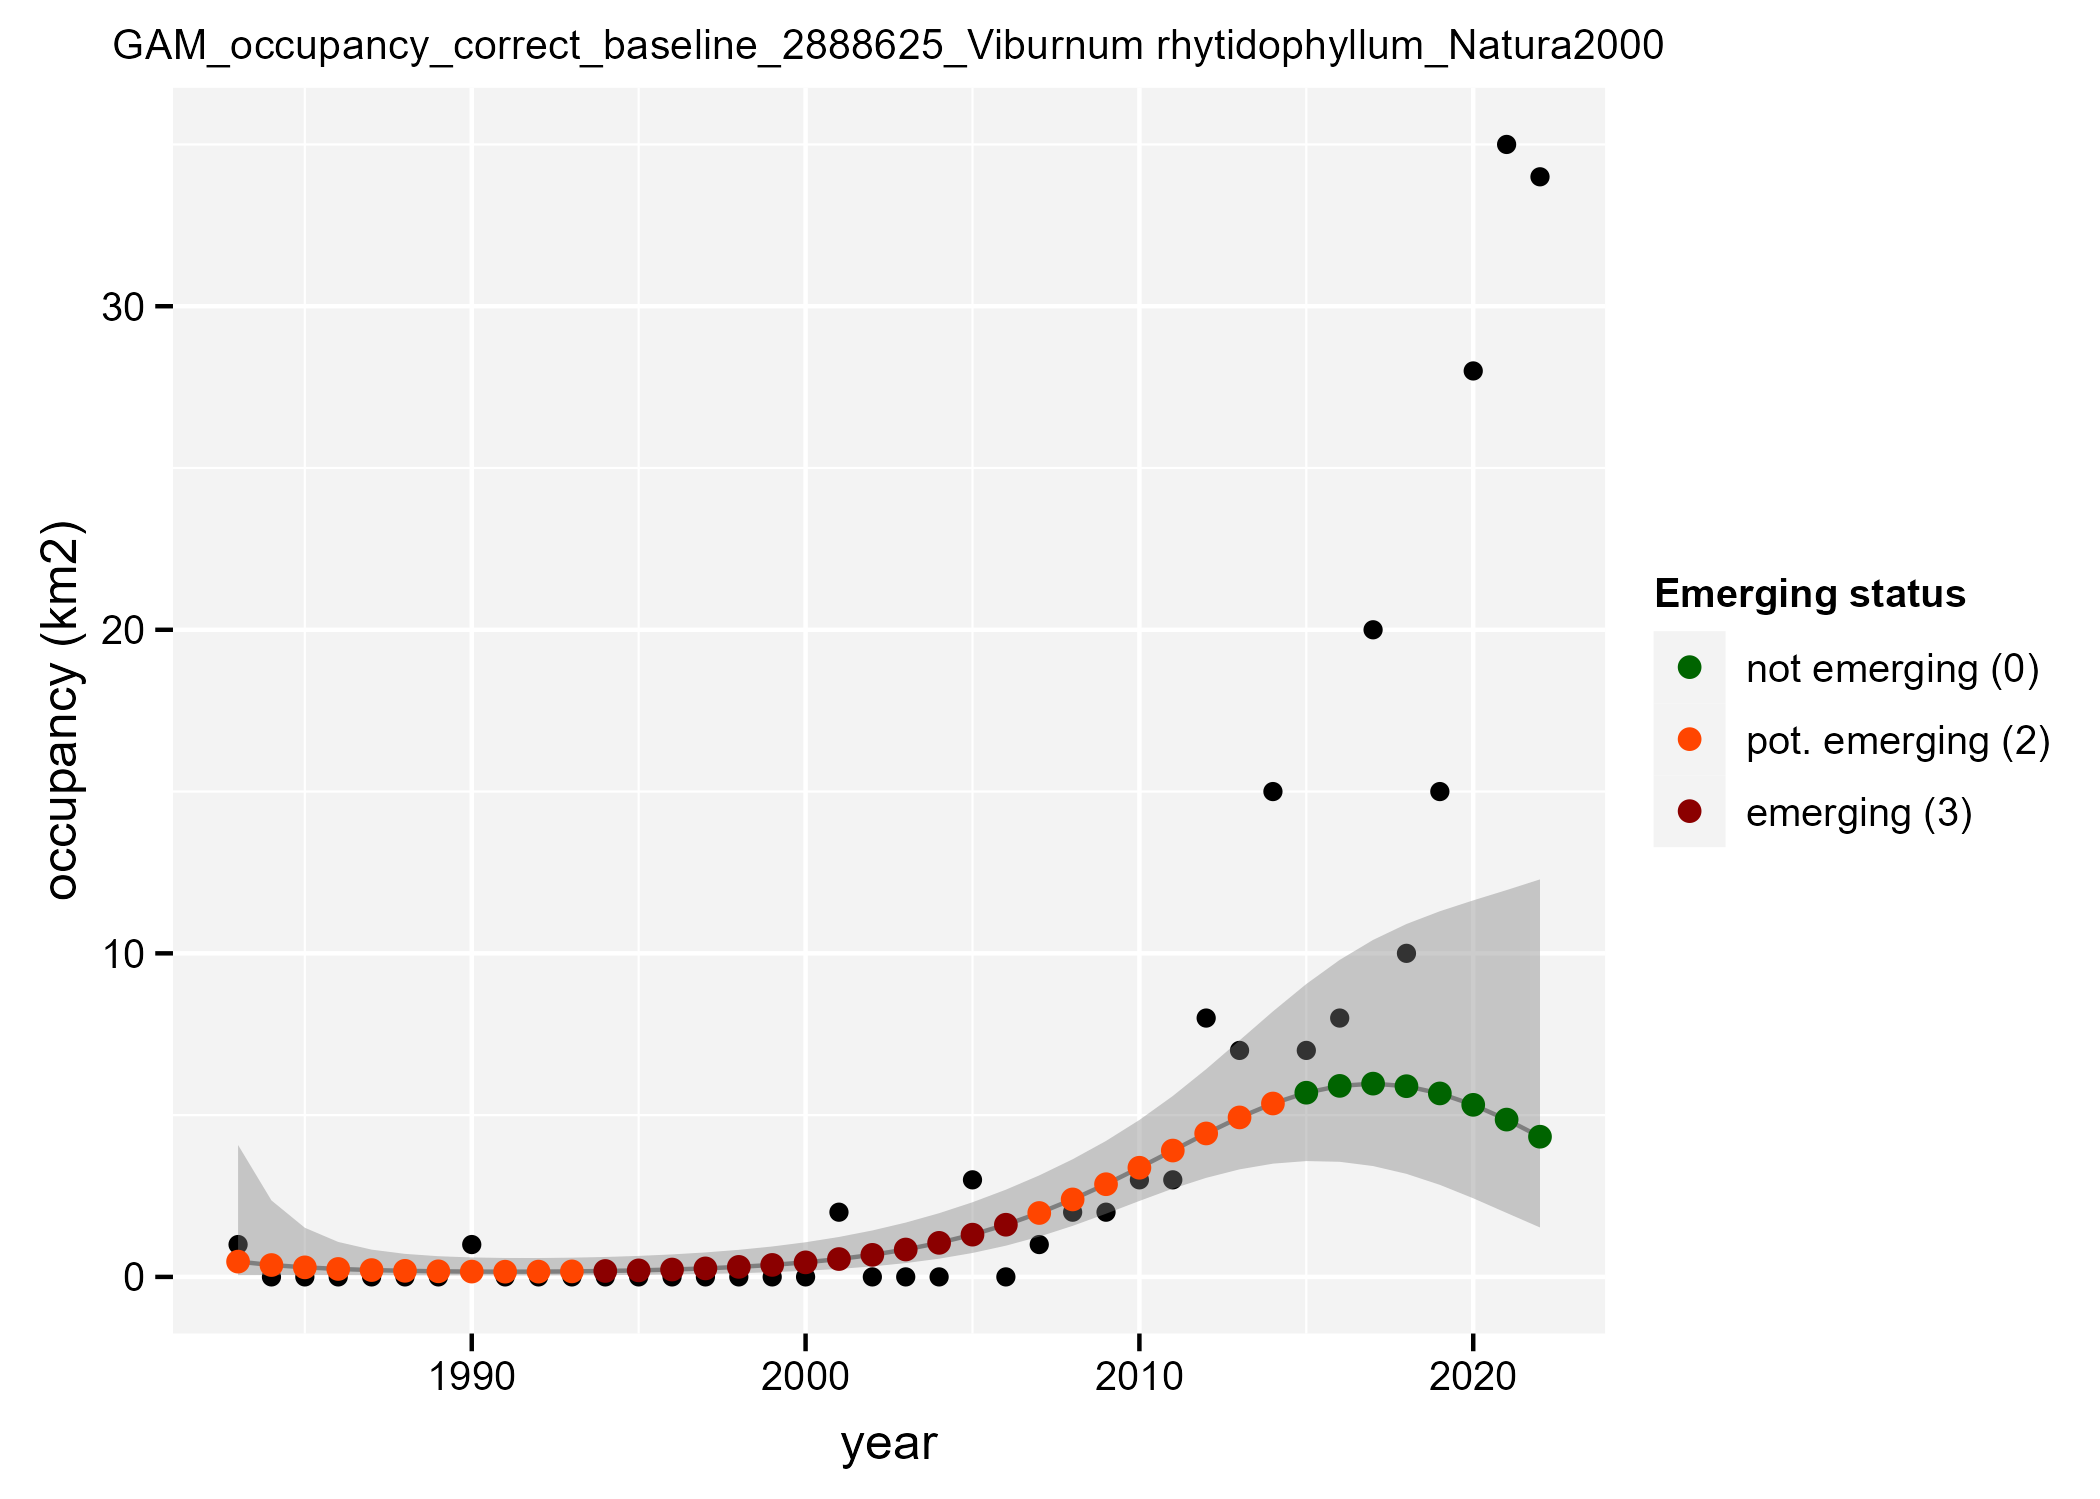 GAM_occupancy_correct_baseline_2888625_Viburnum rhytidophyllum_Natura2000
30
20
10
0
occupancy (km2)
1990 2000 2010 2020
year
Emerging status
not emerging (0)
pot. emerging (2)
emerging (3)